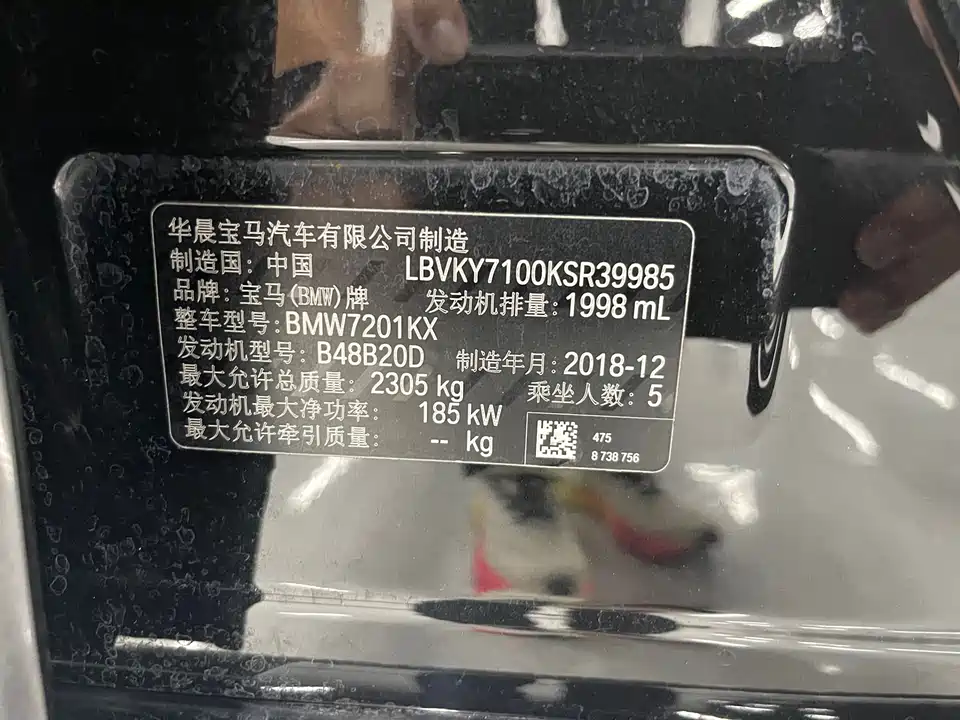 华晨宝马汽车有限公司制造
制造国：中国 LBVKY7100KSR39985
品牌：宝马(BMW)牌 发动机排量：1998 mL
整车型号：BMW7201KX
发动机型号：B48B20D 制造年月：2018-12
最大允许总质量：2305 kg 乘坐人数：5
发动机最大净功率：185 kW
最大允许牵引质量：-- kg
475
8 738 756